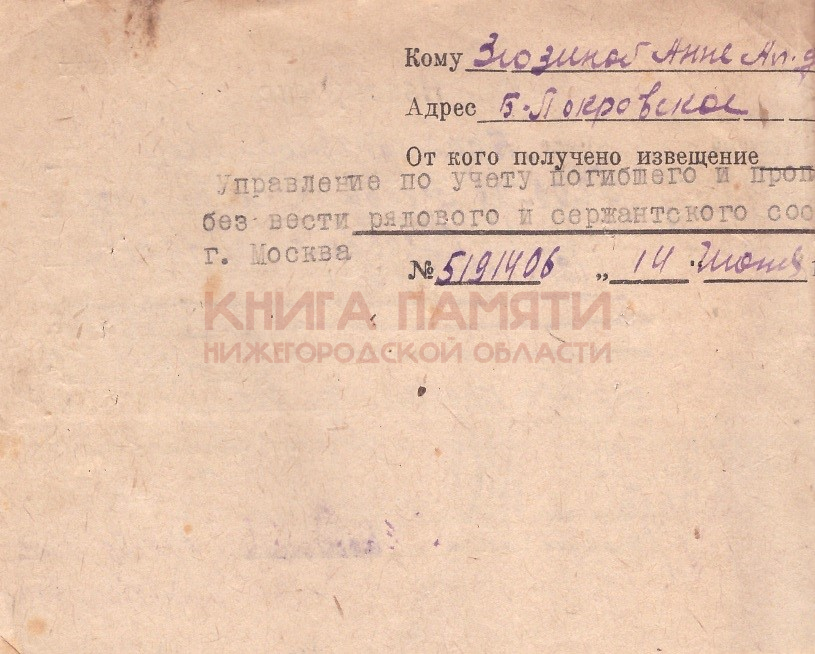 Кому Анне Ал-д
Адрес Б-Покровское
От кого получено извещение
Управление по учету погибшего и проп
без вести рядового и сержантского сос
г. Москва
№ 5191406 „ 14 " Июня
КНИГА ПАМЯТИ
НИЖЕГОРОДСКОЙ ОБЛАСТИ